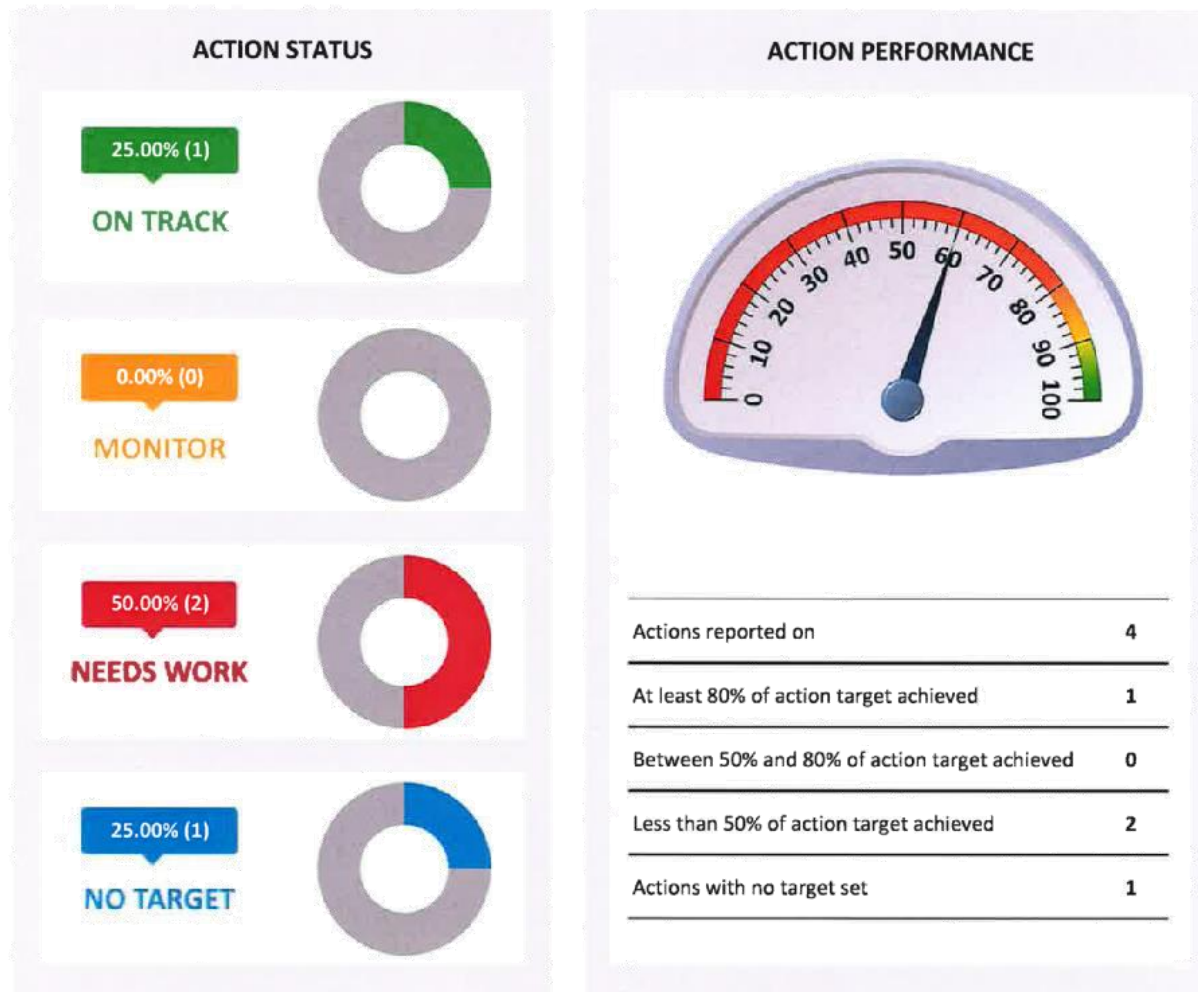 ACTION STATUS
25.00% (1)
ON TRACK
0.00% (0)
MONITOR
50.00% (2)
NEEDS WORK
25.00% (1)
NO TARGET
ACTION PERFORMANCE
0 10 20 30 40 50 60 70 80 90 100
Actions reported on 4
At least 80% of action target achieved 1
Between 50% and 80% of action target achieved 0
Less than 50% of action target achieved 2
Actions with no target set 1